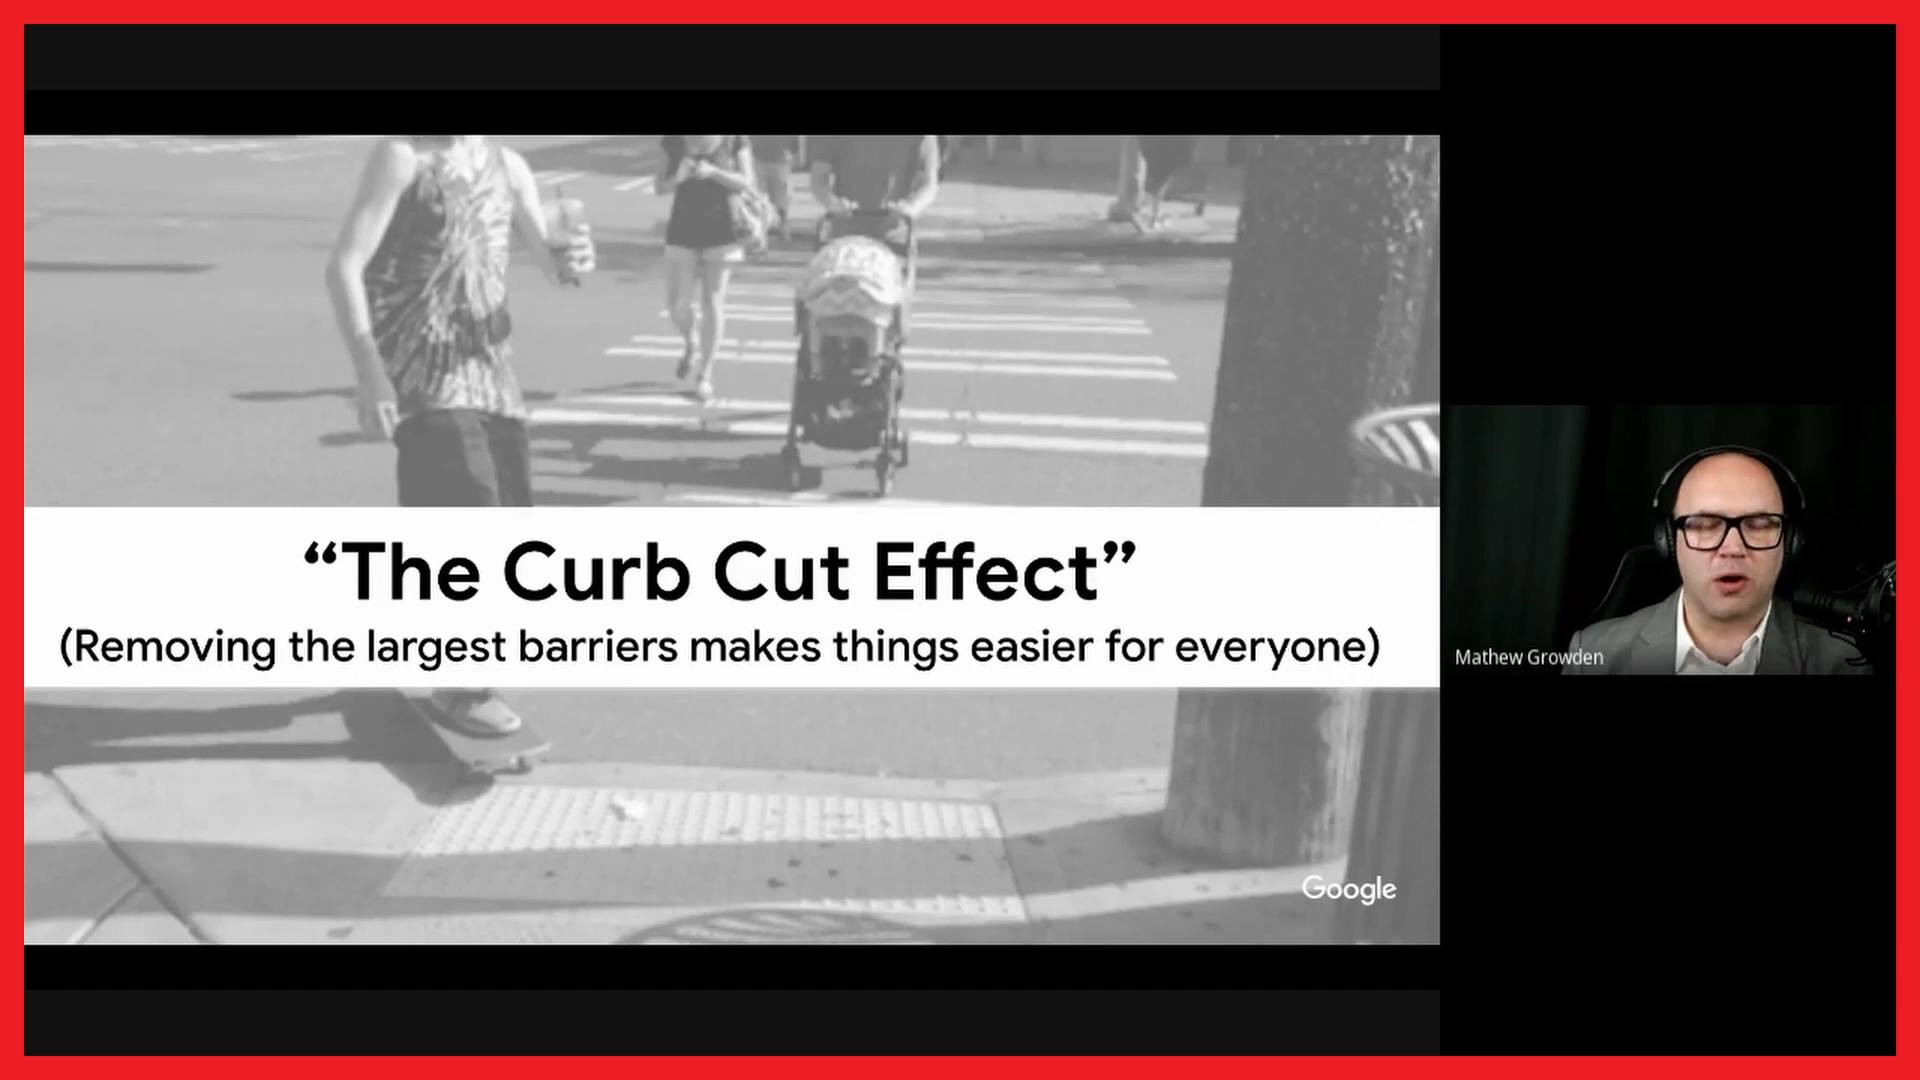 “The Curb Cut Effect”
(Removing the largest barriers makes things easier for everyone)
Google
Mathew Growden